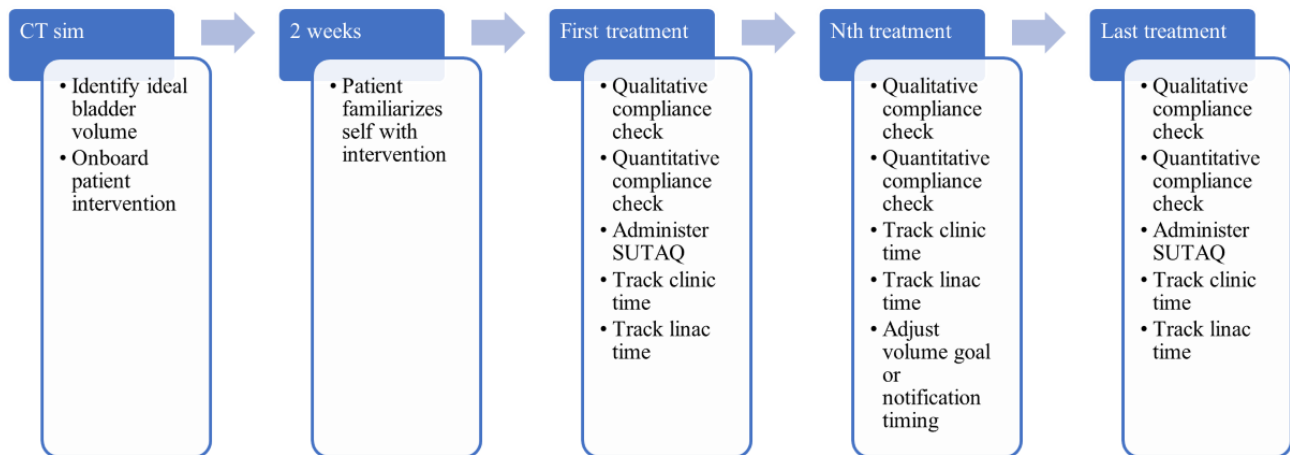 CT sim
• Identify ideal
bladder
volume
• Onboard
patient
intervention
2 weeks
• Patient
familiarizes
self with
intervention
First treatment
• Qualitative
compliance
check
• Quantitative
compliance
check
• Administer
SUTAQ
• Track clinic
time
• Track linac
time
Nth treatment
• Qualitative
compliance
check
• Quantitative
compliance
check
• Track clinic
time
• Track linac
time
• Adjust
volume goal
or
notification
timing
Last treatment
• Qualitative
compliance
check
• Quantitative
compliance
check
• Administer
SUTAQ
• Track clinic
time
• Track linac
time